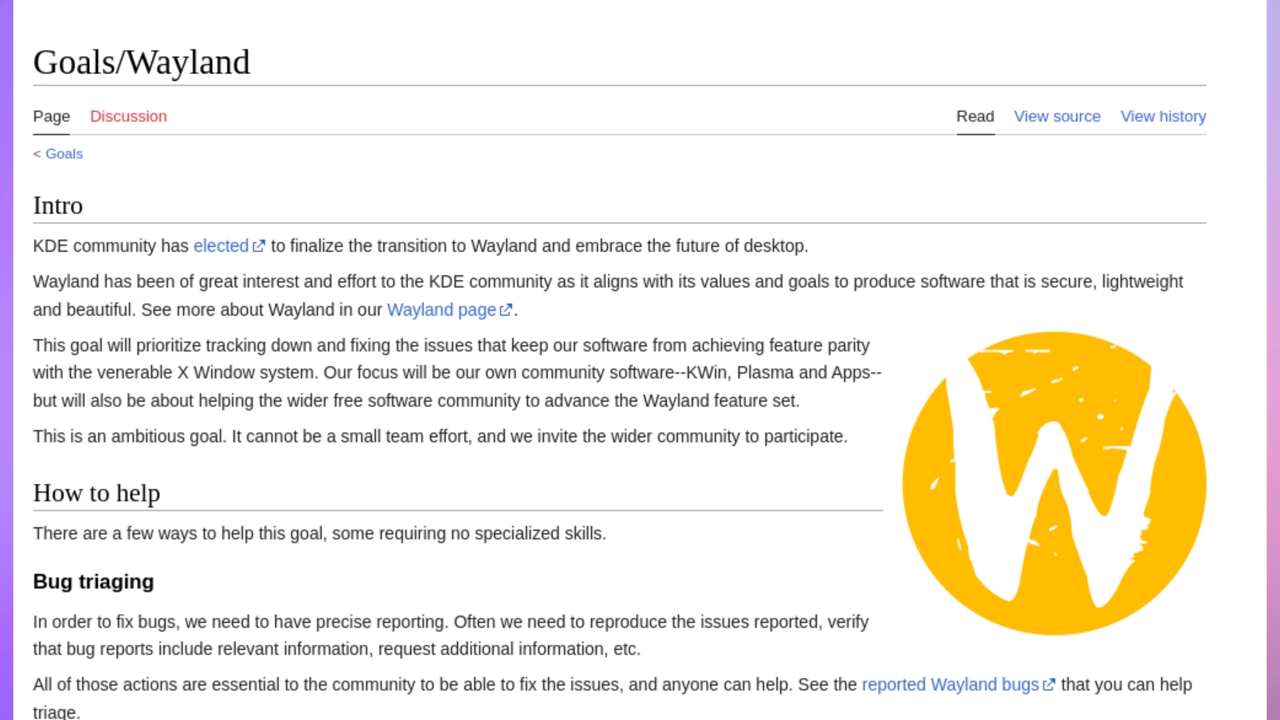 Goals/Wayland
Page Discussion Read View source View history
< Goals
Intro
KDE community has elected to finalize the transition to Wayland and embrace the future of desktop.
Wayland has been of great interest and effort to the KDE community as it aligns with its values and goals to produce software that is secure, lightweight
and beautiful. See more about Wayland in our Wayland page.
This goal will prioritize tracking down and fixing the issues that keep our software from achieving feature parity
with the venerable X Window system. Our focus will be our own community software--KWin, Plasma and Apps--
but will also be about helping the wider free software community to advance the Wayland feature set.
This is an ambitious goal. It cannot be a small team effort, and we invite the wider community to participate.
How to help
There are a few ways to help this goal, some requiring no specialized skills.
Bug triaging
In order to fix bugs, we need to have precise reporting. Often we need to reproduce the issues reported, verify
that bug reports include relevant information, request additional information, etc.
All of those actions are essential to the community to be able to fix the issues, and anyone can help. See the reported Wayland bugs that you can help
triage.
W